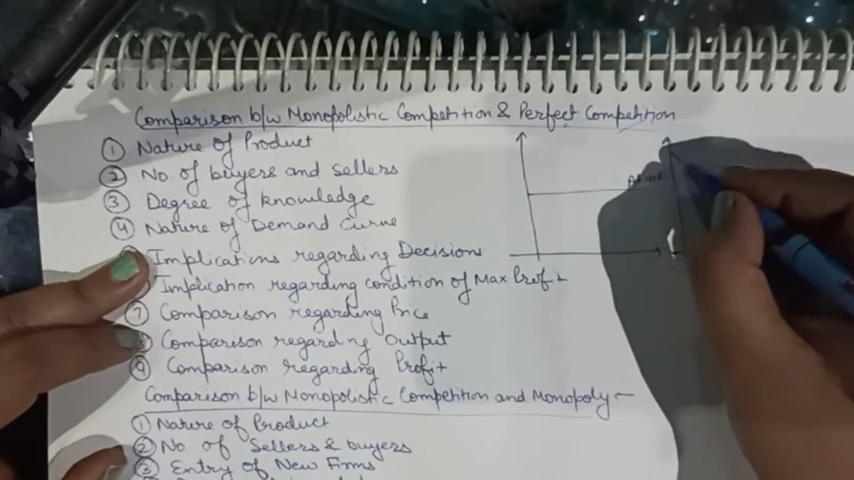 Comparison b/w Monopolistic Competition & Perfect Competition
① Nature of Product
② No. of buyers and sellers
③ Degree of knowledge
④ Nature of Demand Curve
Implications regarding Decisions
Implication regarding condition of Max Profit
⑦ Comparison regarding Price
Comparison regarding Output
⑨ Comparison regarding Profit
Comparison b/w Monopolistic Competition and Monopoly
① Nature of Product
② No of Sellers & buyers
③ Entry of New Firms